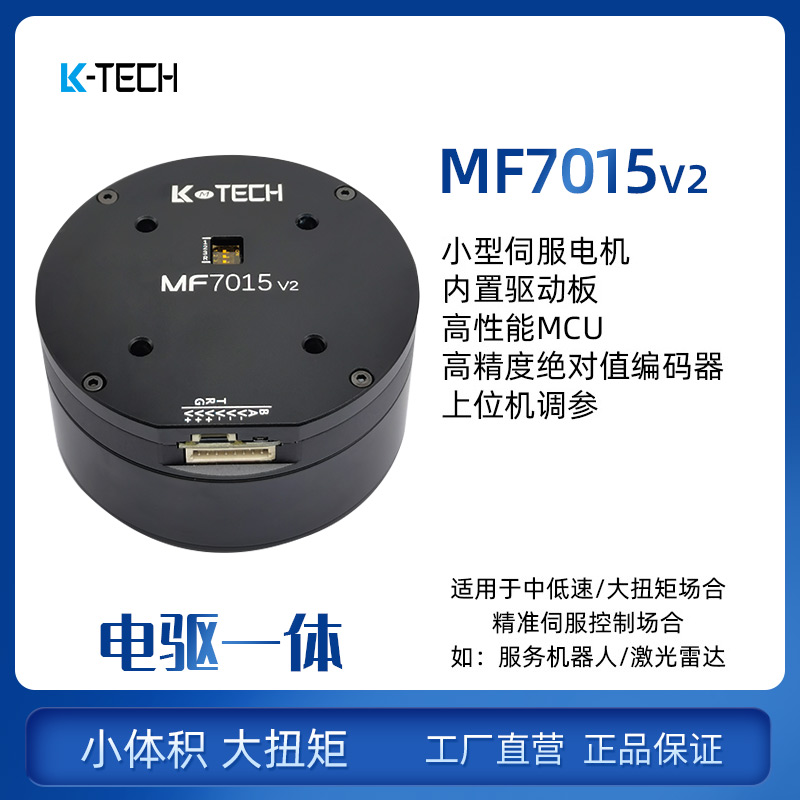 K-TECH
MF7015V2
小型伺服电机
内置驱动板
高性能MCU
高精度绝对值编码器
上位机调参
K TECH
MF7015 V2
适用于中低速/大扭矩场合
精准伺服控制场合
如：服务机器人/激光雷达
电驱一体
小体积 大扭矩
工厂直营 正品保证